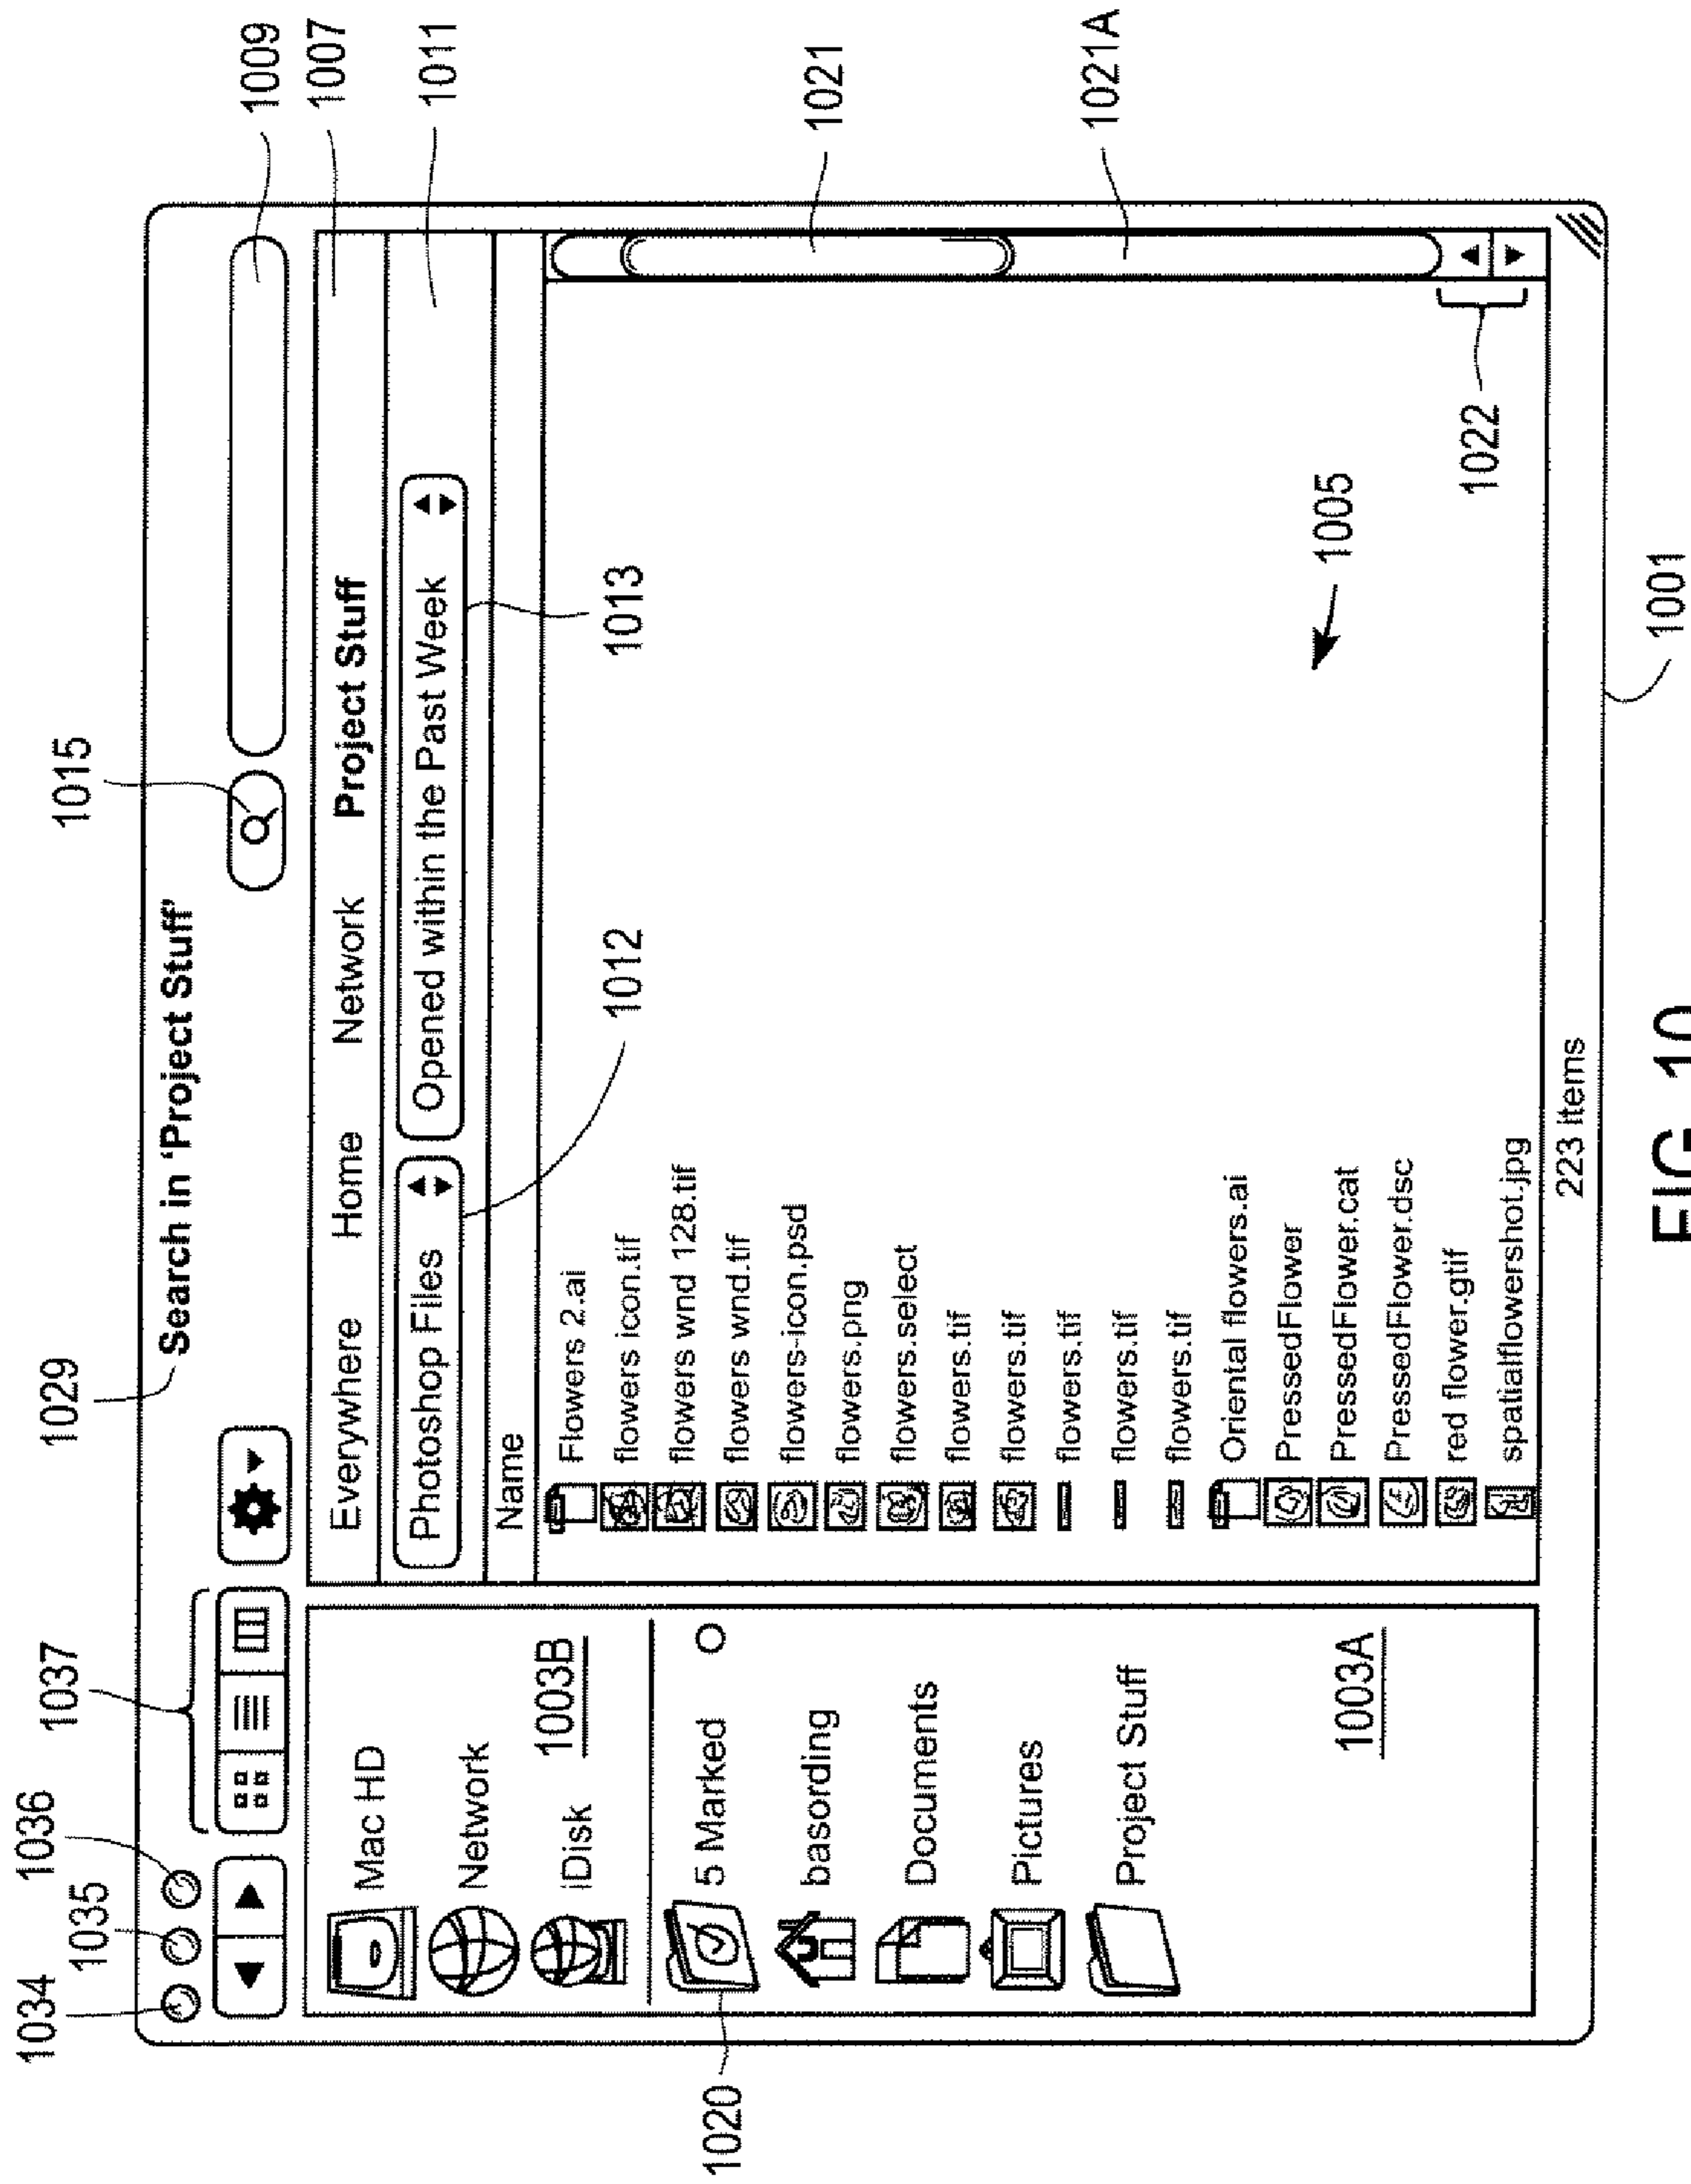 1034
1035
1036
1037
1029
1015
1009
1007
1011
Search in 'Project Stuff'
Everywhere Home Network Project Stuff
Photoshop Files Opened within the Past Week
Name
1012
1013
Mac HD
Network
iDisk
1003B
5 Marked
basording
Documents
Pictures
Project Stuff
1003A
1020
Flowers 2.ai
flowers icon.tif
flowers wnd 128.tif
flowers wnd.tif
flowers-icon.psd
flowers.png
flowers.select
flowers.tif
flowers.tif
flowers.tif
flowers.tif
flowers.tif
Oriental flowers.ai
PressedFlower
PressedFlower.cat
PressedFlower.dsc
red flower.gtif
spatialflowershot.jpg
1021
1021A
1005
1022
223 items
1001
FIG. 10